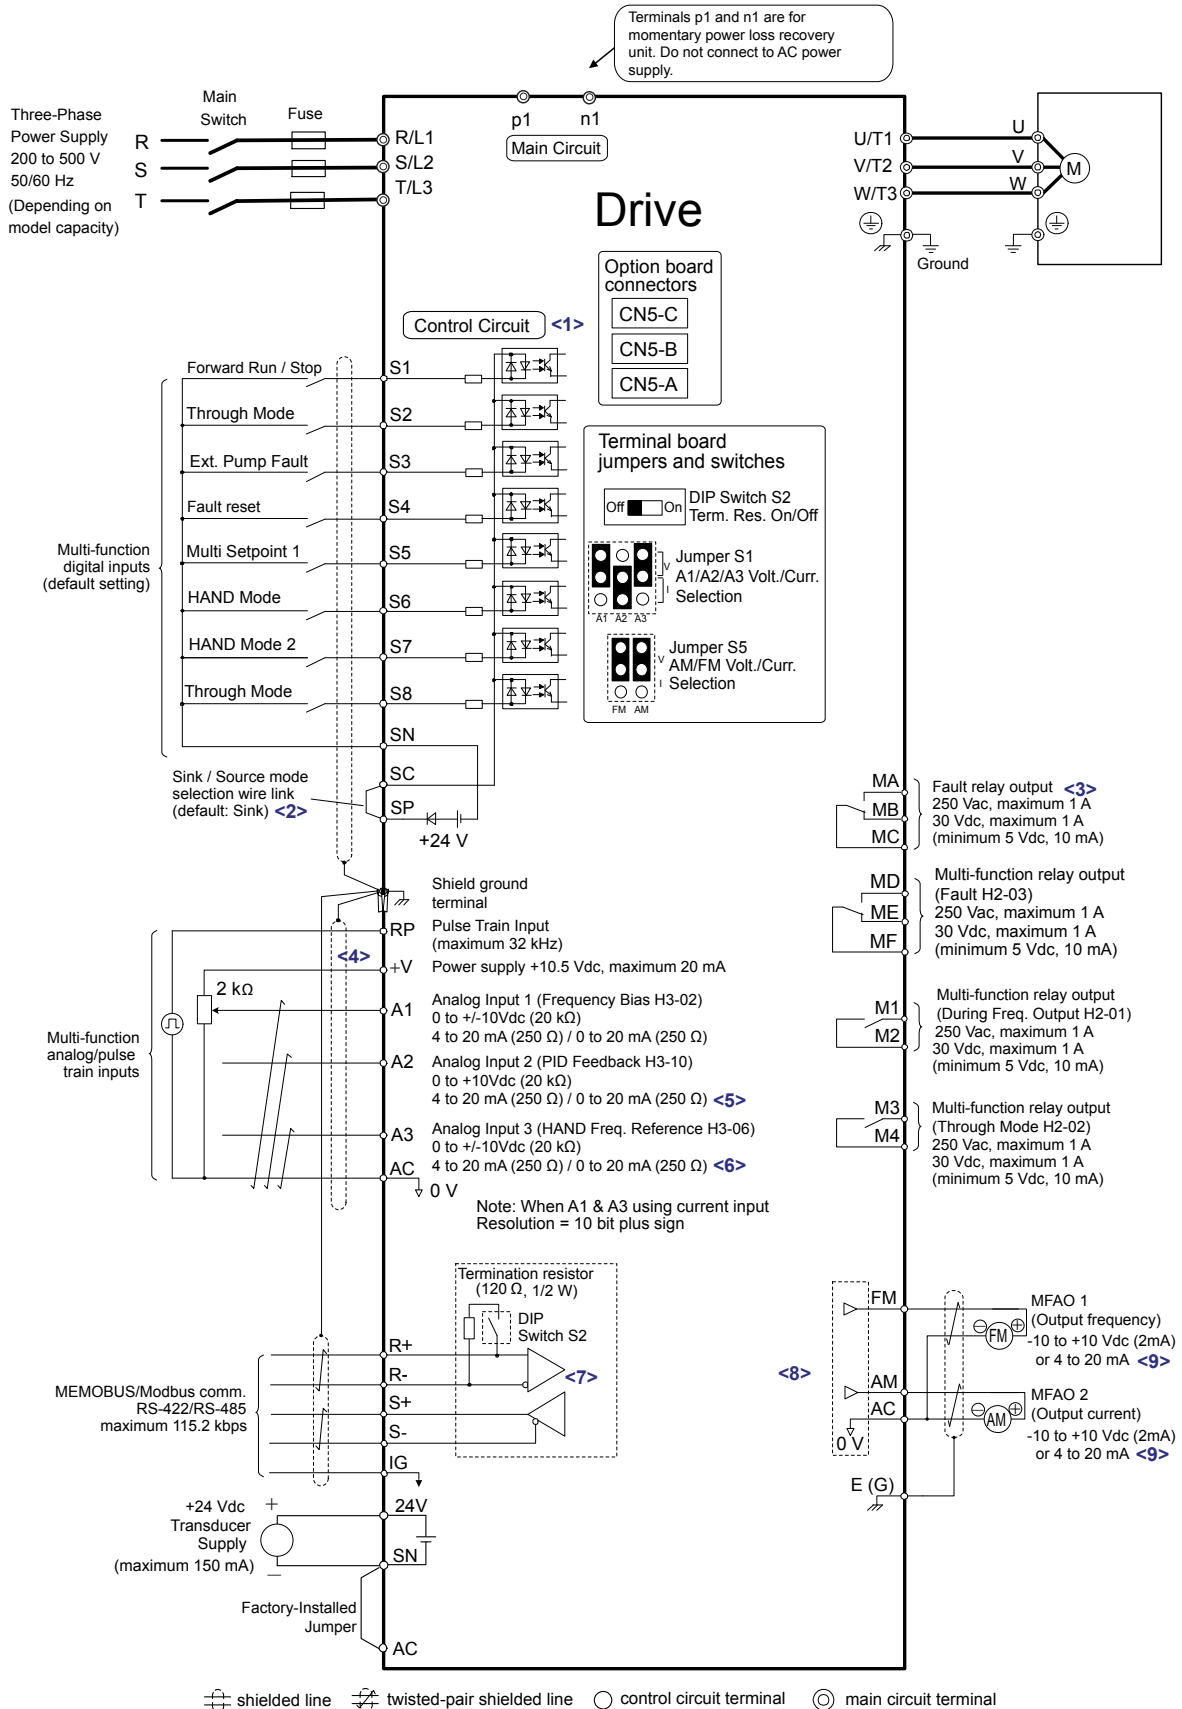 Terminals p1 and n1 are for
momentary power loss recovery
unit. Do not connect to AC power
supply.
Three-Phase
Power Supply
200 to 500 V
50/60 Hz
(Depending on
model capacity)
Main
Switch
Fuse
R
S
T
R/L1
S/L2
T/L3
p1
n1
Main Circuit
Drive
U/T1
V/T2
W/T3
U
V
W
M
Ground
Option board
connectors
CN5-C
CN5-B
CN5-A
Control Circuit
<1>
Terminal board
jumpers and switches
Off
On
DIP Switch S2
Term. Res. On/Off
Jumper S1
A1/A2/A3 Volt./Curr.
Selection
V
I
A1 A2 A3
Jumper S5
AM/FM Volt./Curr.
Selection
V
I
FM AM
Multi-function
digital inputs
(default setting)
Forward Run / Stop
S1
Through Mode
S2
Ext. Pump Fault
S3
Fault reset
S4
Multi Setpoint 1
S5
HAND Mode
S6
HAND Mode 2
S7
Through Mode
S8
SN
SC
SP
+24 V
Sink / Source mode
selection wire link
(default: Sink) <2>
MA
MB
MC
Fault relay output <3>
250 Vac, maximum 1 A
30 Vdc, maximum 1 A
(minimum 5 Vdc, 10 mA)
MD
ME
MF
Multi-function relay output
(Fault H2-03)
250 Vac, maximum 1 A
30 Vdc, maximum 1 A
(minimum 5 Vdc, 10 mA)
M1
M2
Multi-function relay output
(During Freq. Output H2-01)
250 Vac, maximum 1 A
30 Vdc, maximum 1 A
(minimum 5 Vdc, 10 mA)
M3
M4
Multi-function relay output
(Through Mode H2-02)
250 Vac, maximum 1 A
30 Vdc, maximum 1 A
(minimum 5 Vdc, 10 mA)
Shield ground
terminal
Multi-function
analog/pulse
train inputs
<4>
2 kΩ
RP
Pulse Train Input
(maximum 32 kHz)
+V
Power supply +10.5 Vdc, maximum 20 mA
A1
Analog Input 1 (Frequency Bias H3-02)
0 to +/-10Vdc (20 kΩ)
4 to 20 mA (250 Ω) / 0 to 20 mA (250 Ω)
A2
Analog Input 2 (PID Feedback H3-10)
0 to +10Vdc (20 kΩ)
4 to 20 mA (250 Ω) / 0 to 20 mA (250 Ω) <5>
A3
Analog Input 3 (HAND Freq. Reference H3-06)
0 to +/-10Vdc (20 kΩ)
4 to 20 mA (250 Ω) / 0 to 20 mA (250 Ω) <6>
AC
0 V
Note: When A1 & A3 using current input
Resolution = 10 bit plus sign
Termination resistor
(120 Ω, 1/2 W)
DIP
Switch S2
<7>
MEMOBUS/Modbus comm.
RS-422/RS-485
maximum 115.2 kbps
R+
R-
S+
S-
IG
<8>
FM
AM
AC
0 V
E (G)
FM
AM
MFAO 1
(Output frequency)
-10 to +10 Vdc (2mA)
or 4 to 20 mA <9>
MFAO 2
(Output current)
-10 to +10 Vdc (2mA)
or 4 to 20 mA <9>
+24 Vdc
Transducer
Supply
(maximum 150 mA)
+
−
24V
SN
Factory-Installed
Jumper
AC
shielded line
twisted-pair shielded line
control circuit terminal
main circuit terminal